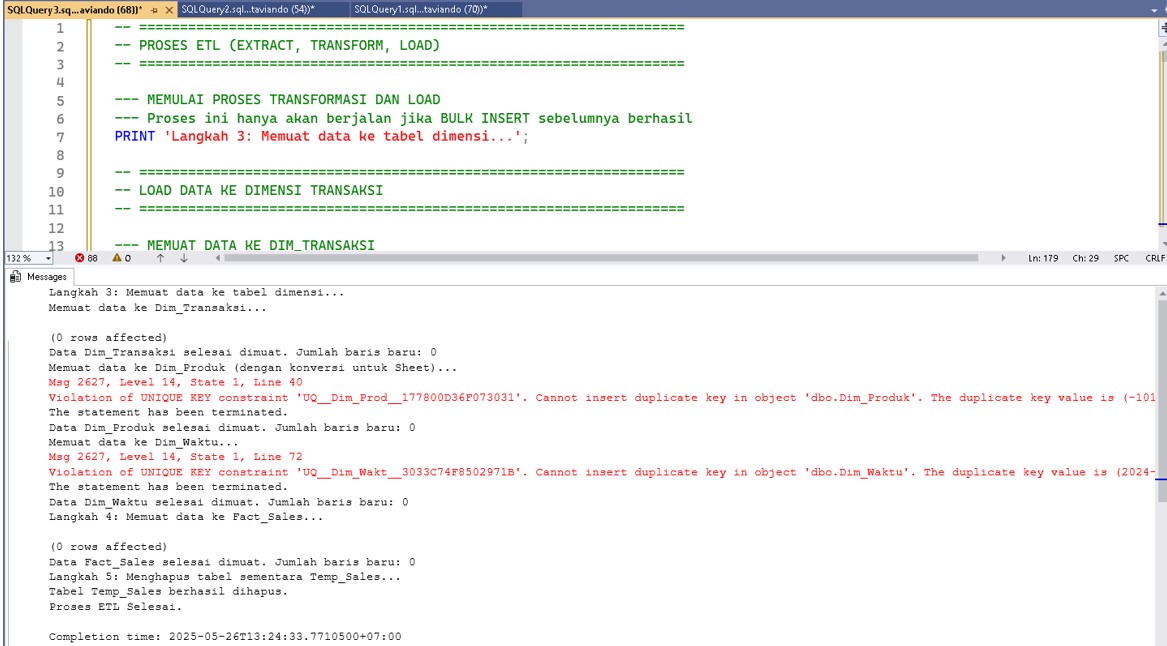 SQLQuery3.sq...aviando (68))* SQLQuery2.sql...taviando (54))* SQLQuery1.sql...taviando (70))*
1 -- ===================================================================
2 -- PROSES ETL (EXTRACT, TRANSFORM, LOAD)
3 -- ===================================================================
4
5 --- MEMULAI PROSES TRANSFORMASI DAN LOAD
6 --- Proses ini hanya akan berjalan jika BULK INSERT sebelumnya berhasil
7 PRINT 'Langkah 3: Memuat data ke tabel dimensi...';
8
9 -- ===================================================================
10 -- LOAD DATA KE DIMENSI TRANSAKSI
11 -- ===================================================================
12
13 --- MEMUAT DATA KE DIM_TRANSAKSI
132 % 88 0 Ln: 179 Ch: 29 SPC CRLF
Messages
Langkah 3: Memuat data ke tabel dimensi...
Memuat data ke Dim_Transaksi...
(0 rows affected)
Data Dim_Transaksi selesai dimuat. Jumlah baris baru: 0
Memuat data ke Dim_Produk (dengan konversi untuk Sheet)...
Msg 2627, Level 14, State 1, Line 40
Violation of UNIQUE KEY constraint 'UQ__Dim_Prod__177800D36F073031'. Cannot insert duplicate key in object 'dbo.Dim_Produk'. The duplicate key value is (-101
The statement has been terminated.
Data Dim_Produk selesai dimuat. Jumlah baris baru: 0
Memuat data ke Dim_Waktu...
Msg 2627, Level 14, State 1, Line 72
Violation of UNIQUE KEY constraint 'UQ__Dim_Wakt__3033C74F8502971B'. Cannot insert duplicate key in object 'dbo.Dim_Waktu'. The duplicate key value is (2024-
The statement has been terminated.
Data Dim_Waktu selesai dimuat. Jumlah baris baru: 0
Langkah 4: Memuat data ke Fact_Sales...
(0 rows affected)
Data Fact_Sales selesai dimuat. Jumlah baris baru: 0
Langkah 5: Menghapus tabel sementara Temp_Sales...
Tabel Temp_Sales berhasil dihapus.
Proses ETL Selesai.
Completion time: 2025-05-26T13:24:33.7710500+07:00